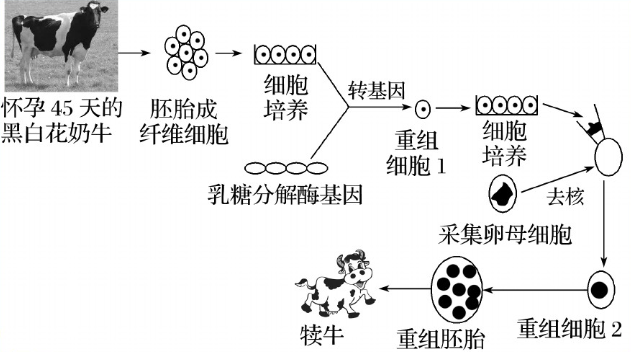 怀孕 45 天的
黑白花奶牛
胚胎成
纤维细胞
细胞
培养
乳糖分解酶基因
转基因
重组
细胞 1
细胞
培养
去核
采集卵母细胞
重组细胞 2
重组胚胎
犊牛